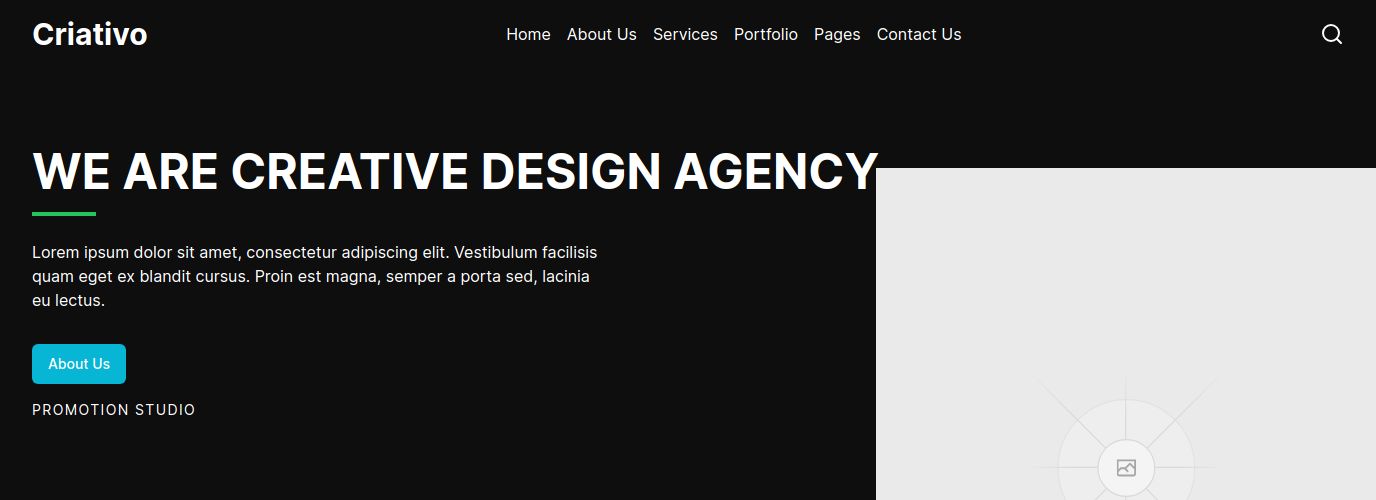 Criativo
Home About Us Services Portfolio Pages Contact Us
WE ARE CREATIVE DESIGN AGENCY
Lorem ipsum dolor sit amet, consectetur adipiscing elit. Vestibulum facilisis
quam eget ex blandit cursus. Proin est magna, semper a porta sed, lacinia
eu lectus.
About Us
PROMOTION STUDIO